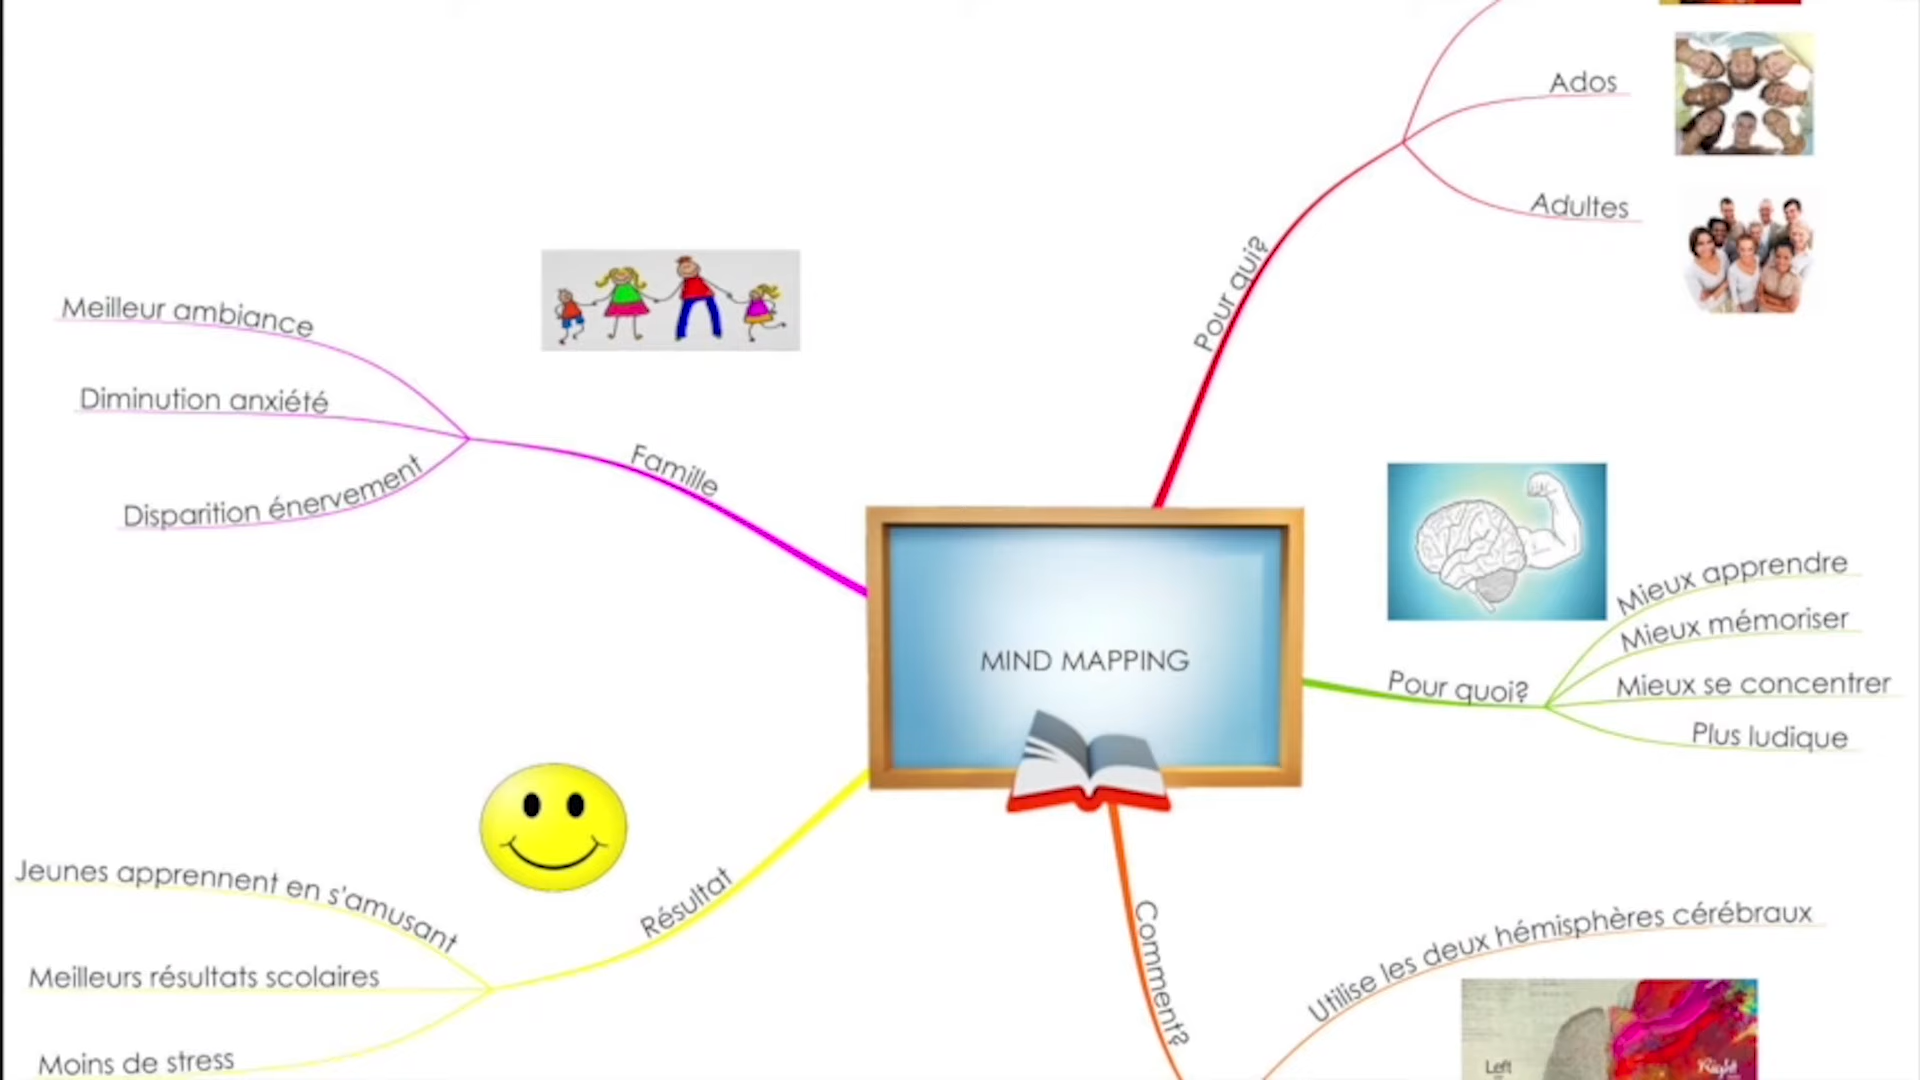 MIND MAPPING
Pour qui?
Ados
Adultes
Pour quoi?
Mieux apprendre
Mieux mémoriser
Mieux se concentrer
Plus ludique
Comment?
Utilise les deux hémisphères cérébraux
Left
Right
Résultat
Jeunes apprennent en s'amusant
Meilleurs résultats scolaires
Moins de stress
Famille
Meilleur ambiance
Diminution anxiété
Disparition énervement